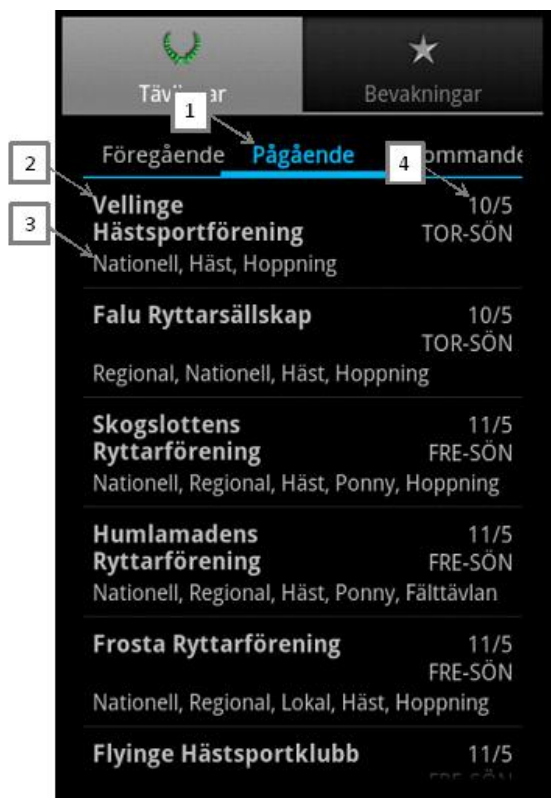 Täv ar
Bevakningar
1
Föregående Pågående ommande
2
4
Vellinge 10/5
Hästsportförening TOR-SÖN
3
Nationell, Häst, Hoppning
Falu Ryttarsällskap 10/5
TOR-SÖN
Regional, Nationell, Häst, Hoppning
Skogslottens 11/5
Ryttarförening FRE-SÖN
Nationell, Regional, Häst, Ponny, Hoppning
Humlamadens 11/5
Ryttarförening FRE-SÖN
Nationell, Regional, Häst, Ponny, Fälttävlan
Frosta Ryttarförening 11/5
FRE-SÖN
Nationell, Regional, Lokal, Häst, Hoppning
Flyinge Hästsportklubb 11/5